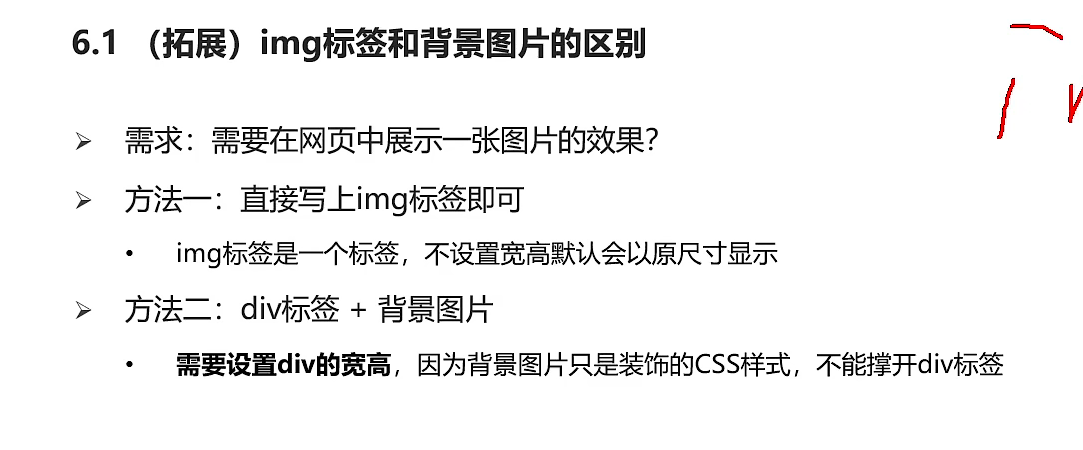 6.1 （拓展）img标签和背景图片的区别
➢ 需求：需要在网页中展示一张图片的效果？
➢ 方法一：直接写上img标签即可
• img标签是一个标签，不设置宽高默认会以原尺寸显示
➢ 方法二：div标签 + 背景图片
• 需要设置div的宽高，因为背景图片只是装饰的CSS样式，不能撑开div标签